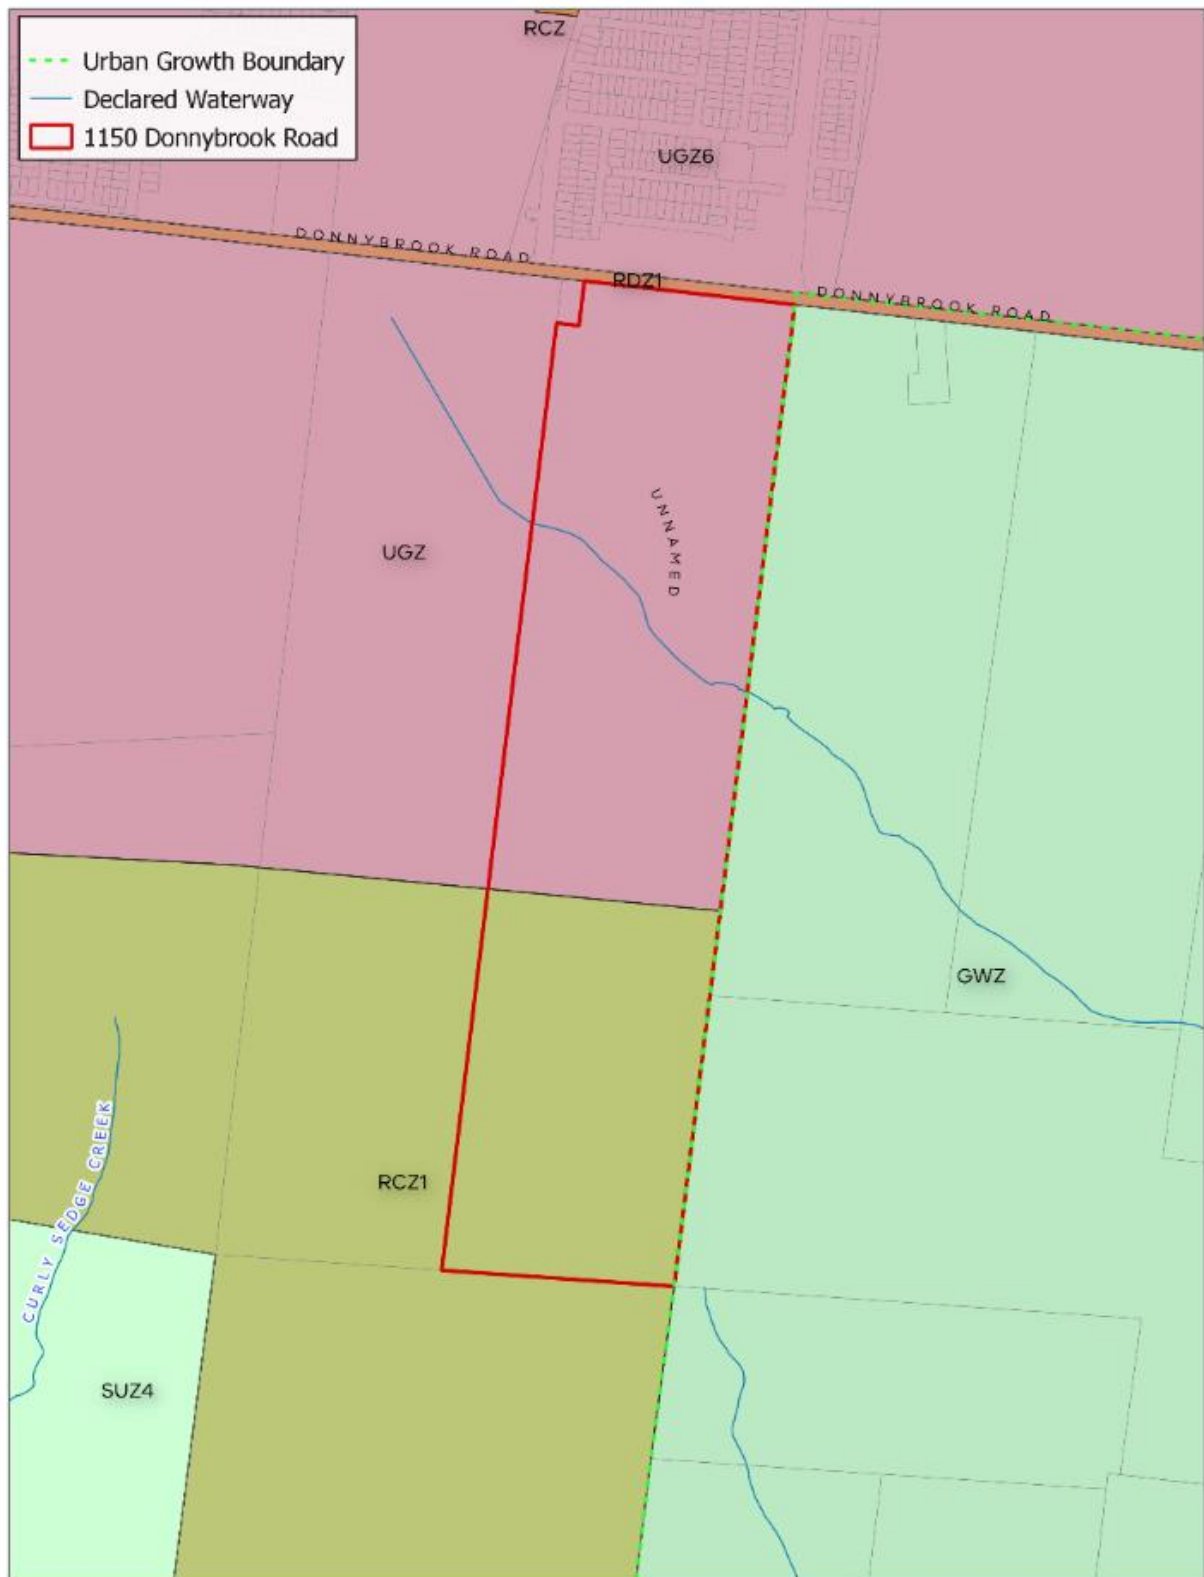 RCZ
Urban Growth Boundary
Declared Waterway
1150 Donnybrook Road
UGZ6
DONNYBROOK ROAD
RDZ1
DONNYBROOK ROAD
UNNAMED
UGZ
GWZ
CURLY SEDGE CREEK
RCZ1
SUZ4